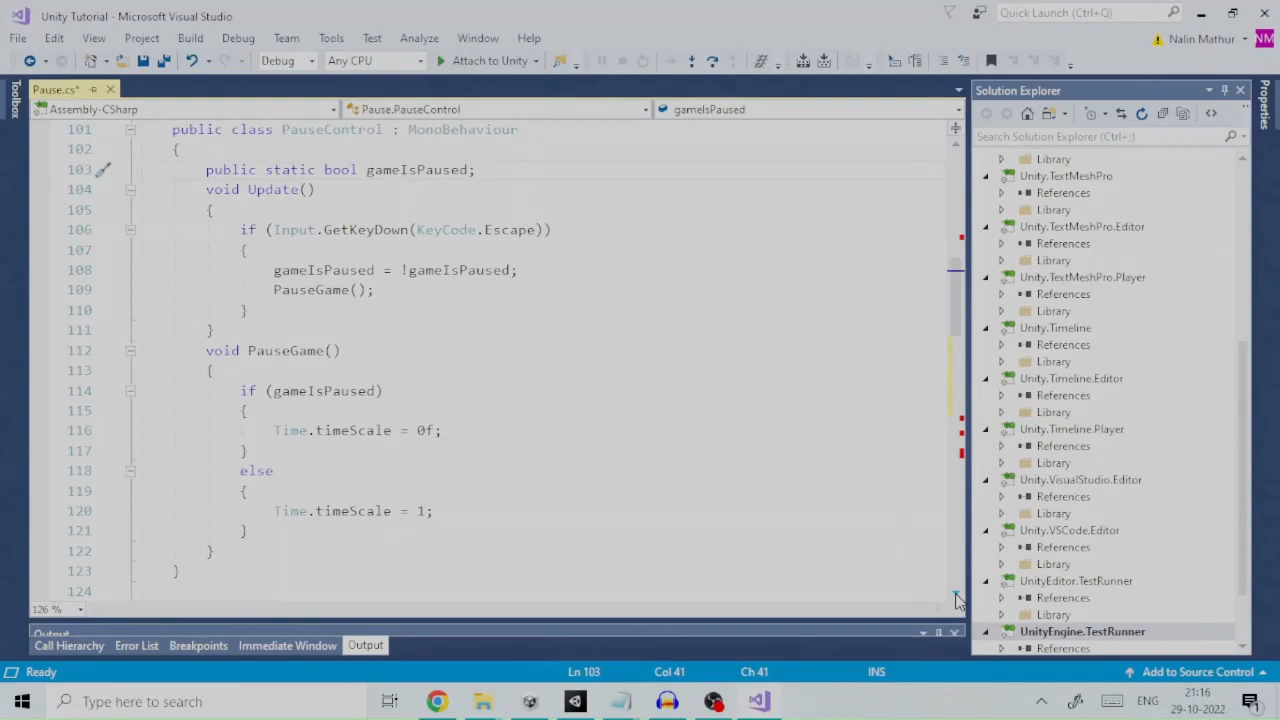 Unity Tutorial - Microsoft Visual Studio
Quick Launch (Ctrl+Q)
File Edit View Project Build Debug Team Tools Test Analyze Window Help
Nalin Mathur NM
Debug Any CPU Attach to Unity
Toolbox
Pause.cs*
Assembly-CSharp Pause.PauseControl gameIsPaused
101 public class PauseControl : MonoBehaviour
102 {
103 public static bool gameIsPaused;
104 void Update()
105 {
106 if (Input.GetKeyDown(KeyCode.Escape))
107 {
108 gameIsPaused = !gameIsPaused;
109 PauseGame();
110 }
111 }
112 void PauseGame()
113 {
114 if (gameIsPaused)
115 {
116 Time.timeScale = 0f;
117 }
118 else
119 {
120 Time.timeScale = 1;
121 }
122 }
123 }
124
126 %
Solution Explorer
Search Solution Explorer (Ctrl+;)
Library
Unity.TextMeshPro
References
Library
Unity.TextMeshPro.Editor
References
Library
Unity.TextMeshPro.Player
References
Library
Unity.Timeline
References
Library
Unity.Timeline.Editor
References
Library
Unity.Timeline.Player
References
Library
Unity.VisualStudio.Editor
References
Library
Unity.VSCode.Editor
References
Library
UnityEditor.TestRunner
References
Library
UnityEngine.TestRunner
References
Properties
Output
Call Hierarchy Error List Breakpoints Immediate Window Output
Ready Ln 103 Col 41 Ch 41 INS Add to Source Control
Type here to search
ENG
21:16
29-10-2022
1